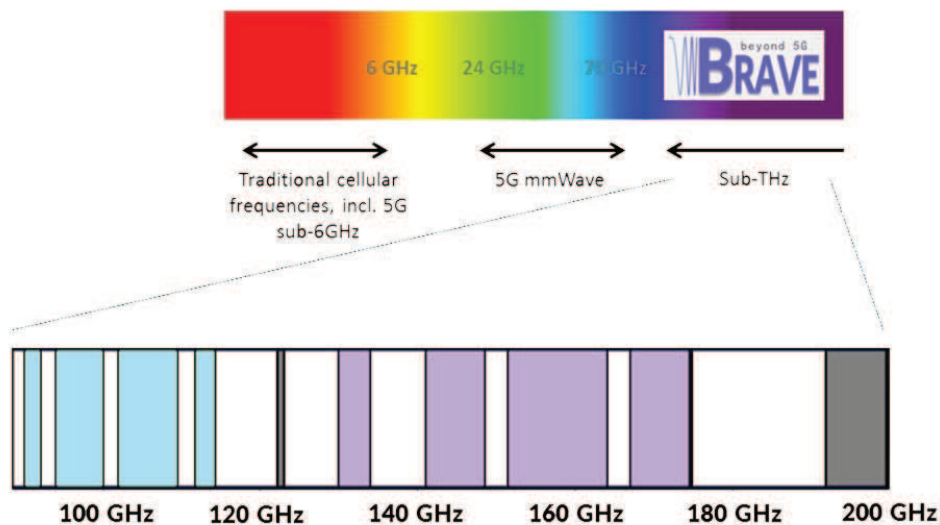 6 GHz
24 GHz
GHz
beyond 5G
BRAVE
Traditional cellular
frequencies, incl. 5G
sub-6GHz
5G mmWave
Sub-THz
100 GHz
120 GHz
140 GHz
160 GHz
180 GHz
200 GHz